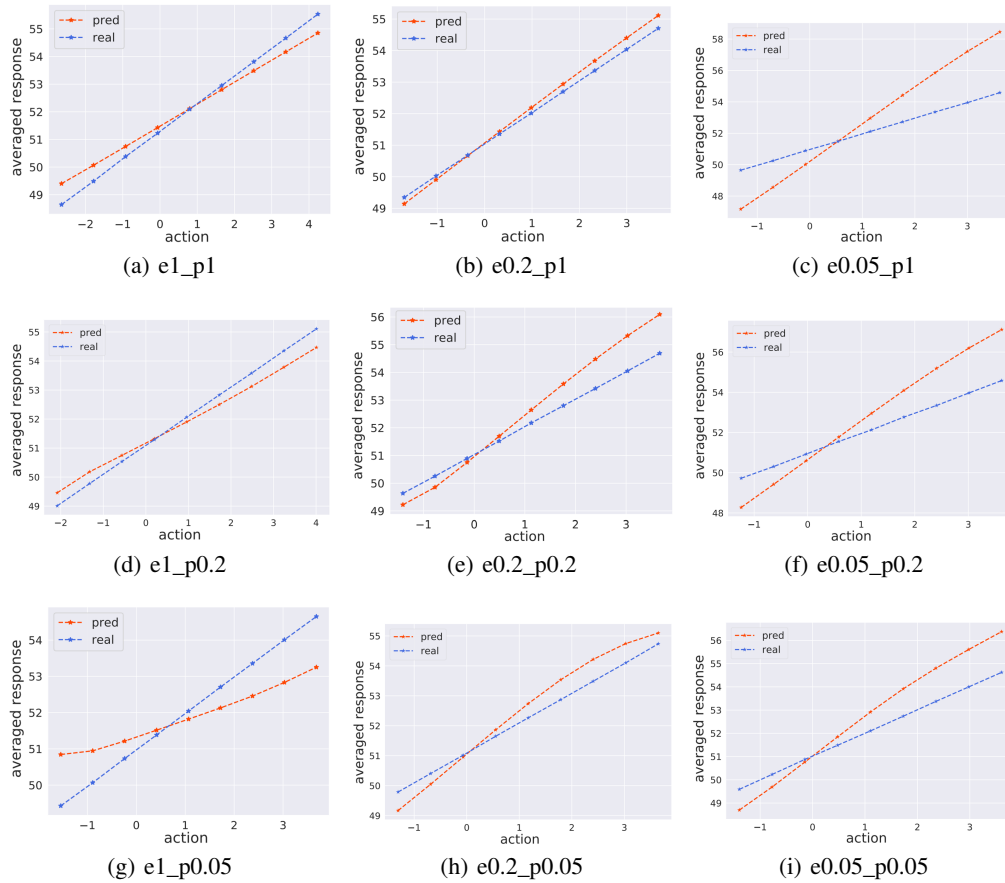 pred
real
averaged response
55
54
53
52
51
50
49
−2
−1
0
1
2
3
4
action
(a) e1_p1
pred
real
averaged response
55
54
53
52
51
50
49
−1
0
1
2
3
action
(b) e0.2_p1
pred
real
averaged response
58
56
54
52
50
48
−1
0
1
2
3
action
(c) e0.05_p1
pred
real
averaged response
55
54
53
52
51
50
49
−2
−1
0
1
2
3
4
action
(d) e1_p0.2
pred
real
averaged response
56
55
54
53
52
51
50
49
−1
0
1
2
3
action
(e) e0.2_p0.2
pred
real
averaged response
56
54
52
50
48
−1
0
1
2
3
action
(f) e0.05_p0.2
pred
real
averaged response
54
53
52
51
50
−1
0
1
2
3
action
(g) e1_p0.05
pred
real
averaged response
55
54
53
52
51
50
49
−1
0
1
2
3
action
(h) e0.2_p0.05
pred
real
averaged response
56
55
54
53
52
51
50
49
−1
0
1
2
3
action
(i) e0.05_p0.05